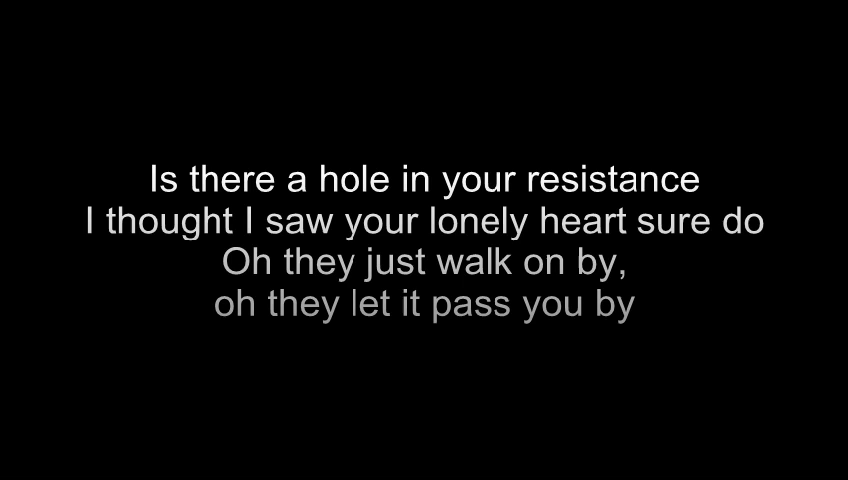 Is there a hole in your resistance
I thought I saw your lonely heart sure do
Oh they just walk on by,
oh they let it pass you by